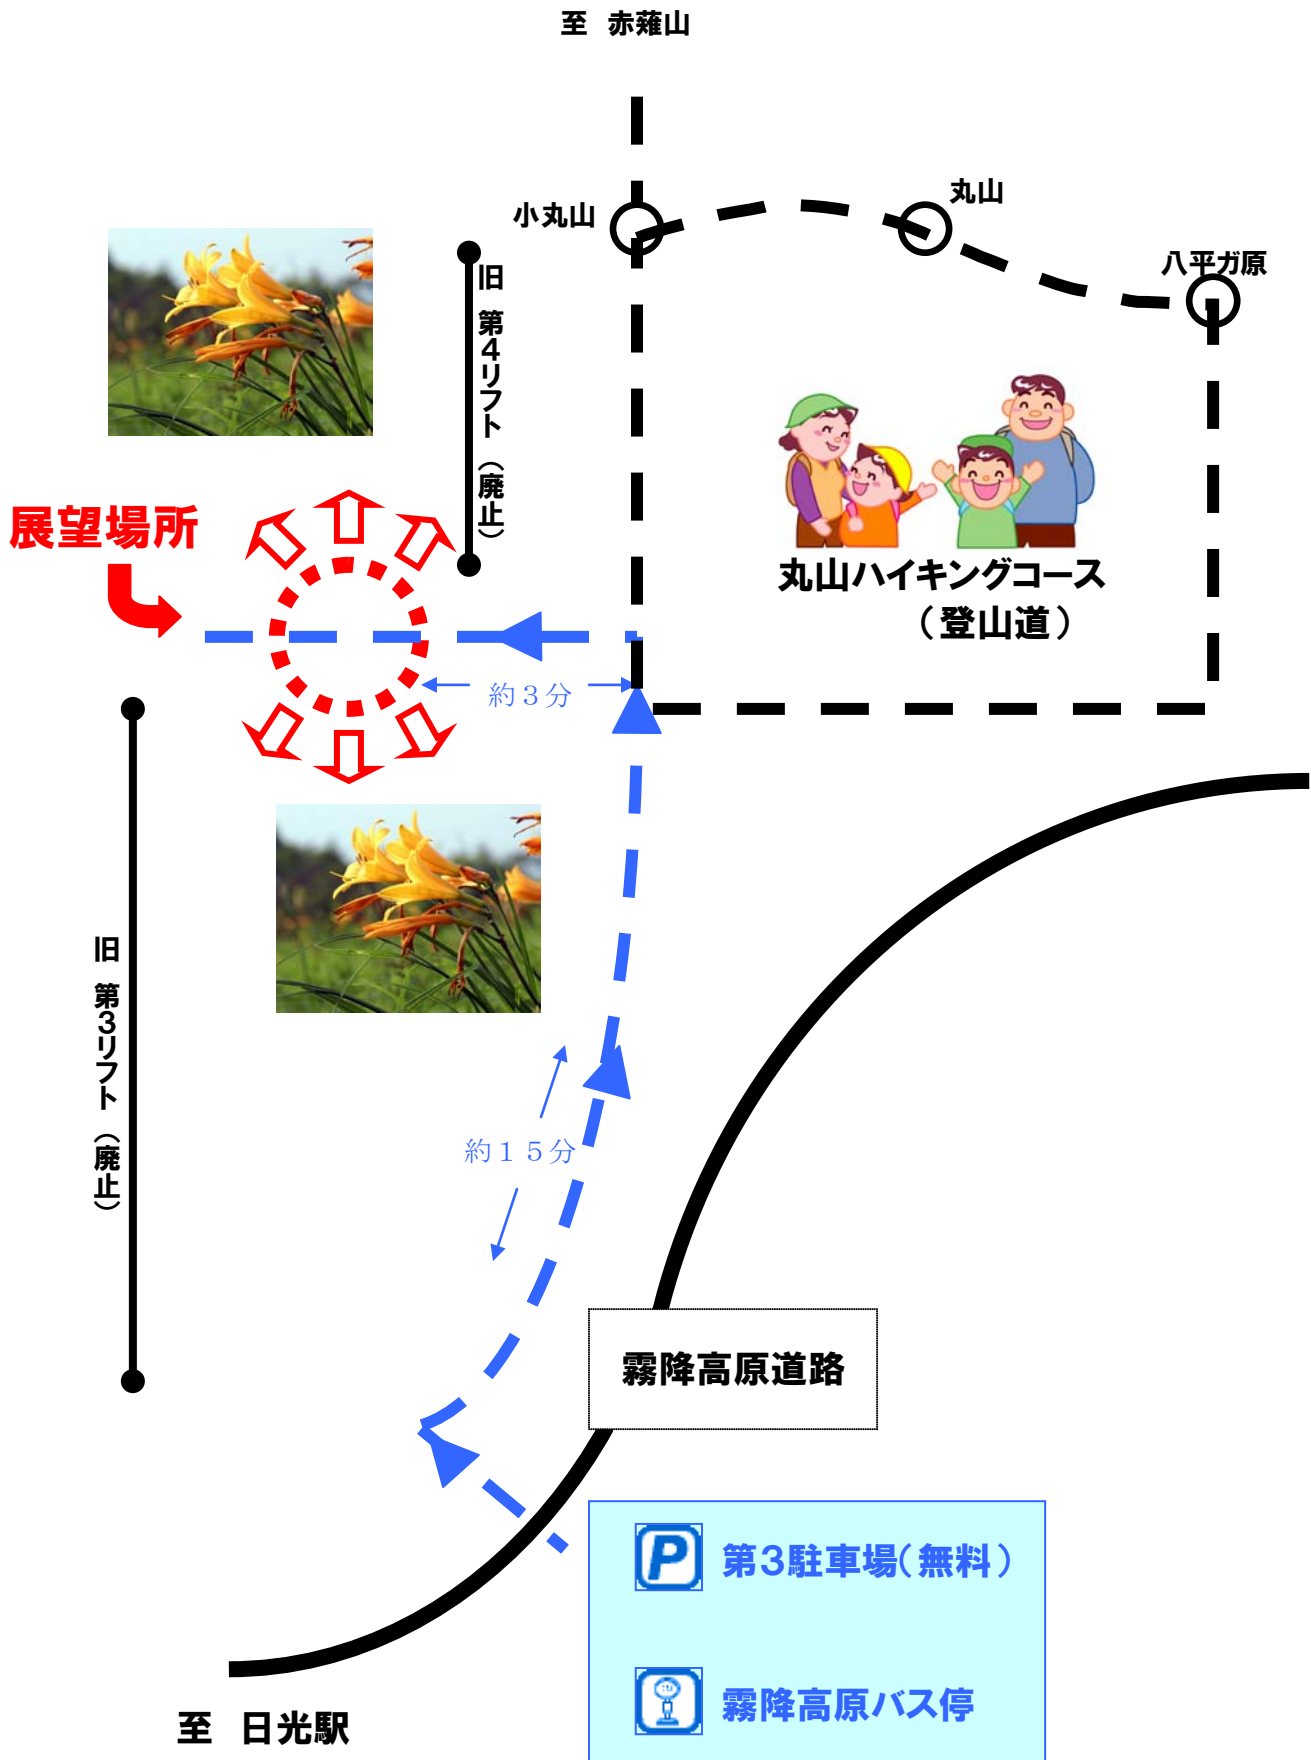 至 赤薙山
丸山
小丸山
八平ガ原
旧 第4リフト（廃止）
展望場所
丸山ハイキングコース
（登山道）
約３分
旧 第3リフト（廃止）
約１５分
霧降高原道路
P 第3駐車場（無料）
霧降高原バス停
至 日光駅